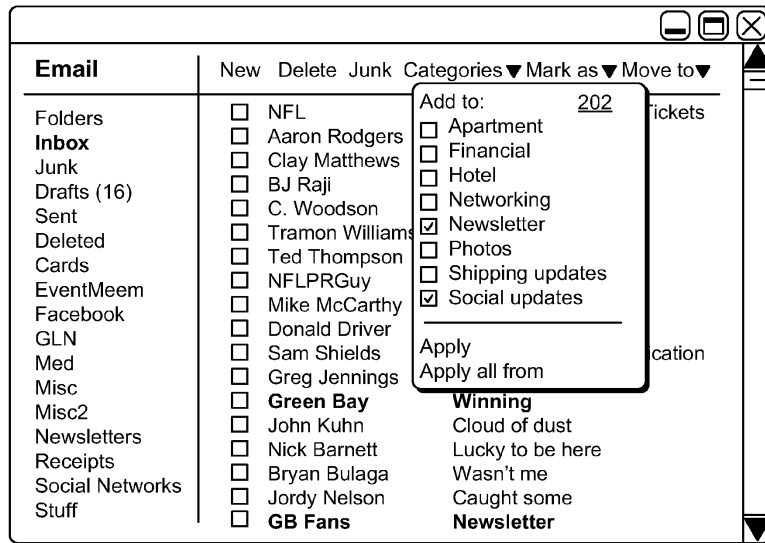 Email
New Delete Junk Categories▼ Mark as▼ Move to▼
Folders
Inbox
Junk
Drafts (16)
Sent
Deleted
Cards
EventMeem
Facebook
GLN
Med
Misc
Misc2
Newsletters
Receipts
Social Networks
Stuff
NFL
Aaron Rodgers
Clay Matthews
BJ Raji
C. Woodson
Tramon Williams
Ted Thompson
NFLPRGuy
Mike McCarthy
Donald Driver
Sam Shields
Greg Jennings
Green Bay Winning
John Kuhn Cloud of dust
Nick Barnett Lucky to be here
Bryan Bulaga Wasn't me
Jordy Nelson Caught some
GB Fans Newsletter
Add to: 202
Apartment
Financial
Hotel
Networking
Newsletter
Photos
Shipping updates
Social updates
Apply
Apply all from